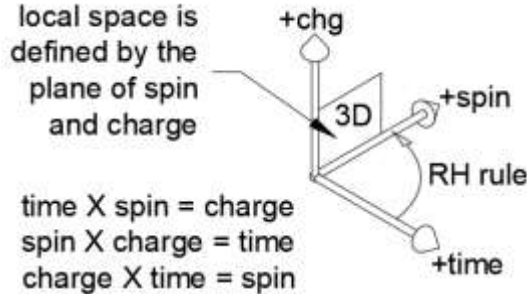 local space is
defined by the
plane of spin
and charge
+chg
3D
+spin
RH rule
+time
time X spin = charge
spin X charge = time
charge X time = spin